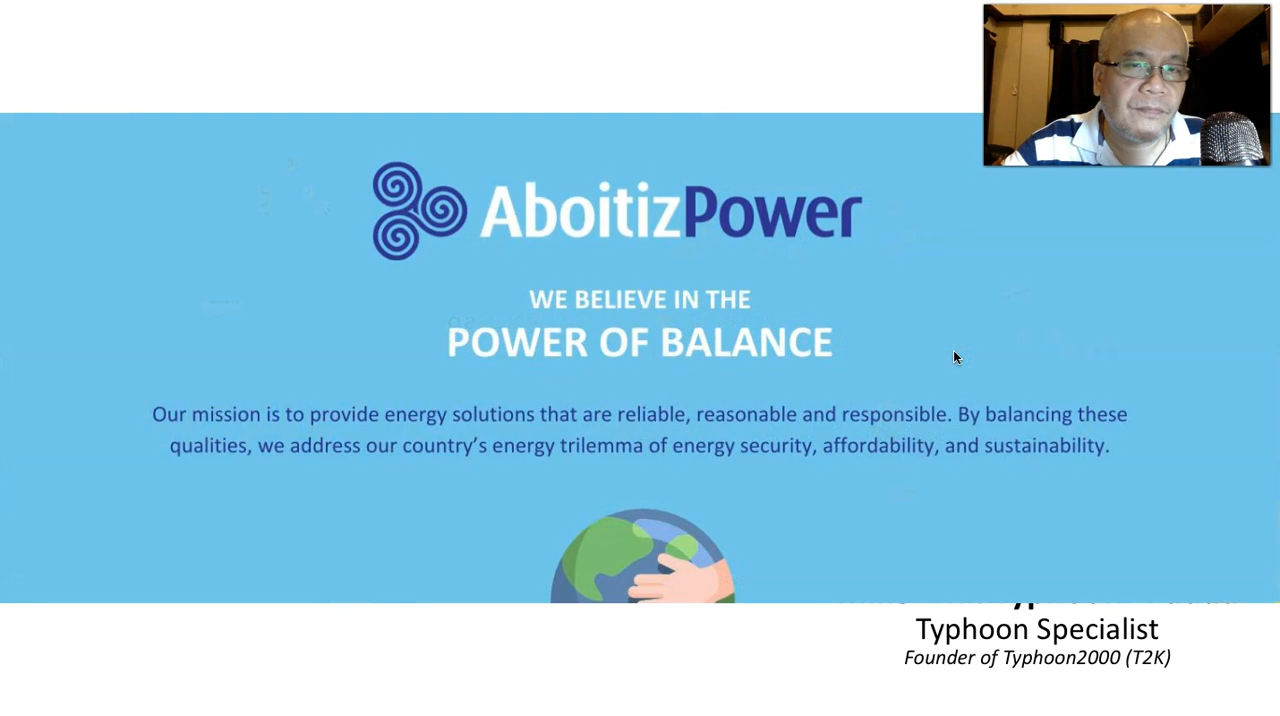 AboitizPower
WE BELIEVE IN THE
POWER OF BALANCE
Our mission is to provide energy solutions that are reliable, reasonable and responsible. By balancing these
qualities, we address our country’s energy trilemma of energy security, affordability, and sustainability.
Typhoon Specialist
Founder of Typhoon2000 (T2K)